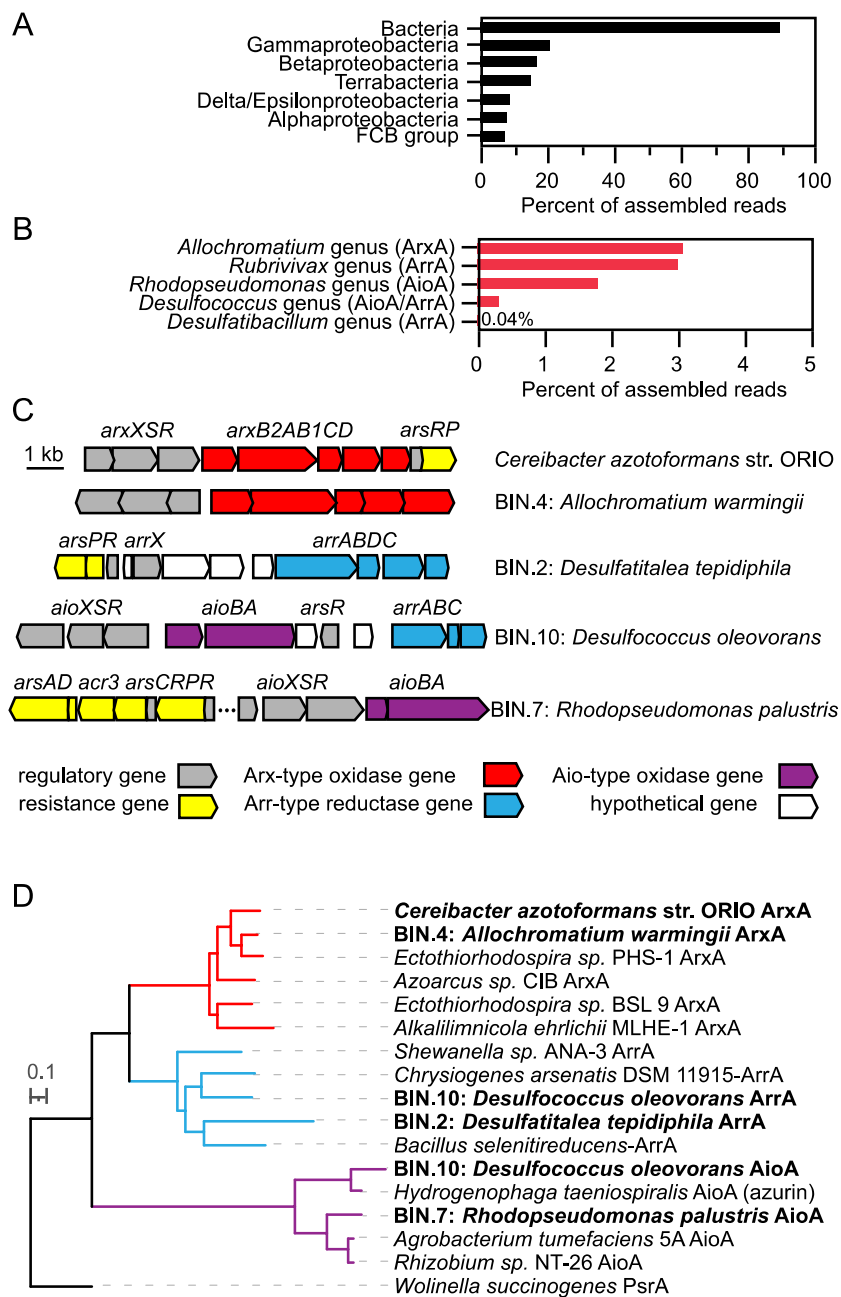 A
Bacteria
Gammaproteobacteria
Betaproteobacteria
Terrabacteria
Delta/Epsilonproteobacteria
Alphaproteobacteria
FCB group
0 20 40 60 80 100
Percent of assembled reads
B
Allochromatium genus (ArxA)
Rubrivivax genus (ArrA)
Rhodopseudomonas genus (AioA)
Desulfococcus genus (AioA/ArrA)
Desulfatibacillum genus (ArrA)
0.04%
0 1 2 3 4 5
Percent of assembled reads
C
arxXSR arxB2AB1CD arsRP
1 kb
Cereibacter azotoformans str. ORIO
BIN.4: Allochromatium warmingii
arsPR arrX arrABDC
BIN.2: Desulfatitalea tepidiphila
aioXSR aioBA arsR arrABC
BIN.10: Desulfococcus oleovorans
arsAD acr3 arsCRPR aioXSR aioBA
... BIN.7: Rhodopseudomonas palustris
regulatory gene Arx-type oxidase gene Aio-type oxidase gene
resistance gene Arr-type reductase gene hypothetical gene
D
Cereibacter azotoformans str. ORIO ArxA
BIN.4: Allochromatium warmingii ArxA
Ectothiorhodospira sp. PHS-1 ArxA
Azoarcus sp. CIB ArxA
Ectothiorhodospira sp. BSL 9 ArxA
Alkalilimnicola ehrlichii MLHE-1 ArxA
Shewanella sp. ANA-3 ArrA
0.1
Chrysiogenes arsenatis DSM 11915-ArrA
BIN.10: Desulfococcus oleovorans ArrA
BIN.2: Desulfatitalea tepidiphila ArrA
Bacillus selenitireducens-ArrA
BIN.10: Desulfococcus oleovorans AioA
Hydrogenophaga taeniospiralis AioA (azurin)
BIN.7: Rhodopseudomonas palustris AioA
Agrobacterium tumefaciens 5A AioA
Rhizobium sp. NT-26 AioA
Wolinella succinogenes PsrA